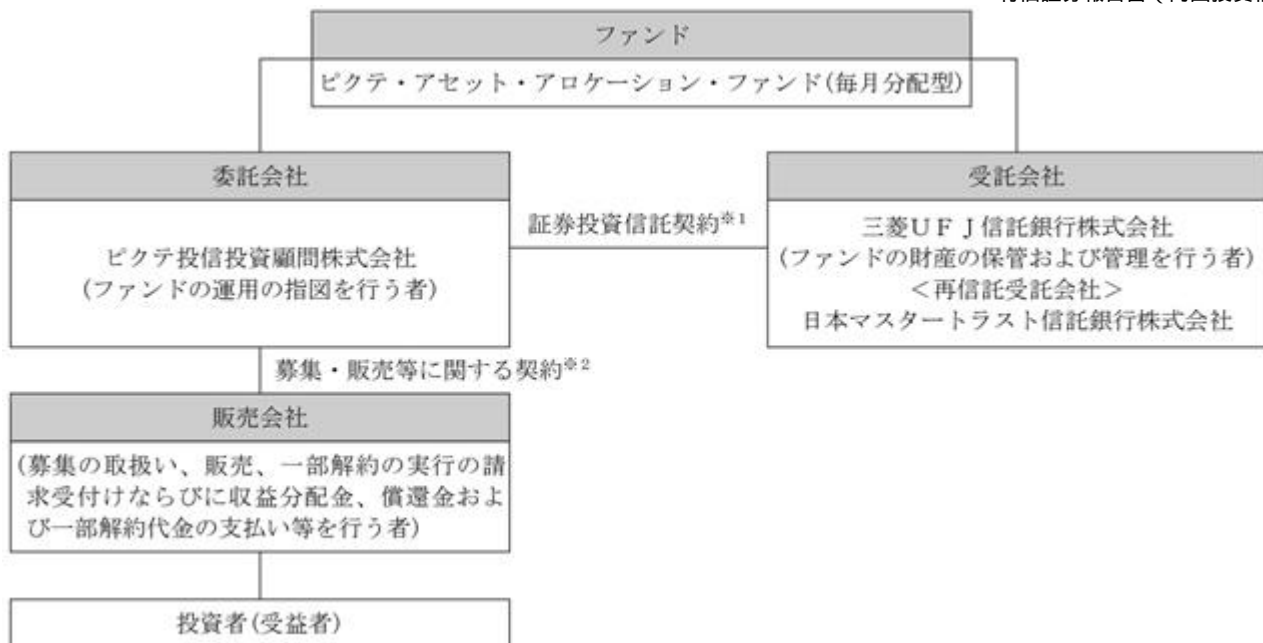 ファンド
ピクテ・アセット・アロケーション・ファンド(毎月分配型)
委託会社
ピクテ投信投資顧問株式会社
(ファンドの運用の指図を行う者)
証券投資信託契約※1
受託会社
三菱UFJ信託銀行株式会社
(ファンドの財産の保管および管理を行う者)
<再信託受託会社>
日本マスタートラスト信託銀行株式会社
募集・販売等に関する契約※2
販売会社
(募集の取扱い、販売、一部解約の実行の請
求受付けならびに収益分配金、償還金およ
び一部解約代金の支払い等を行う者)
投資者(受益者)